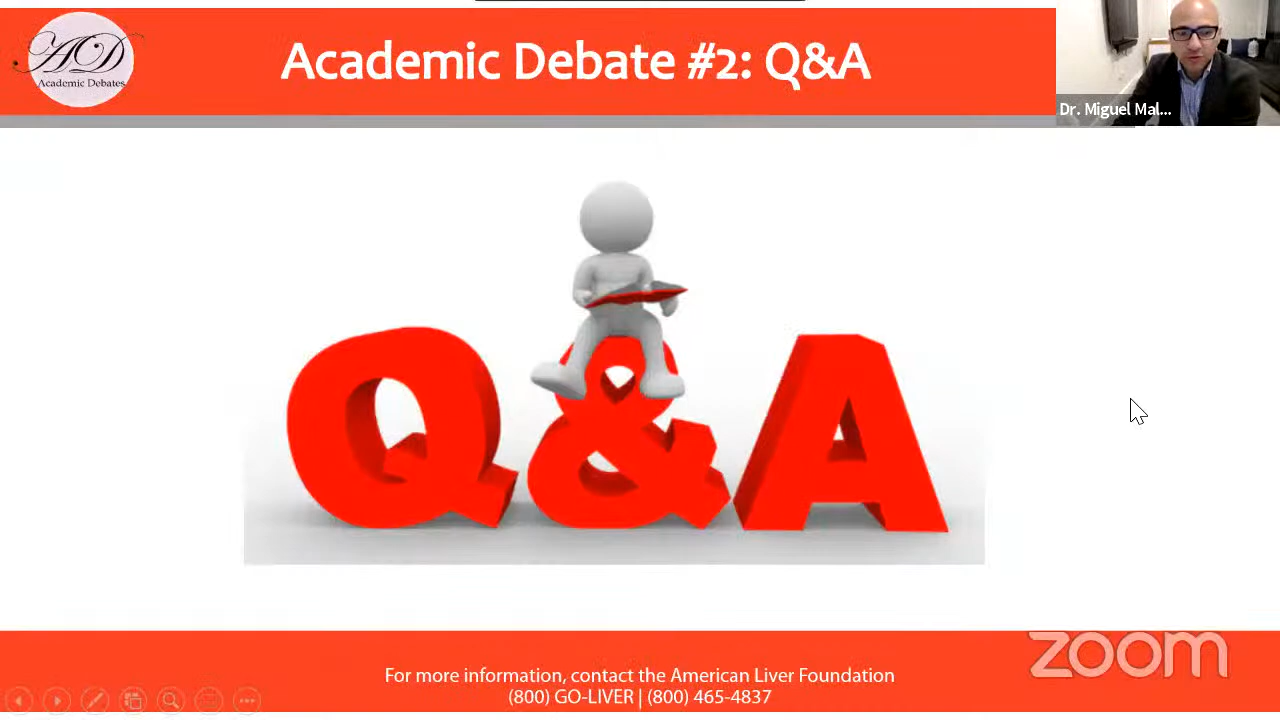 AD
Academic Debates
Academic Debate #2: Q&A
Dr. Miguel Mal...
Q&A
For more information, contact the American Liver Foundation
(800) GO-LIVER | (800) 465-4837
zoom